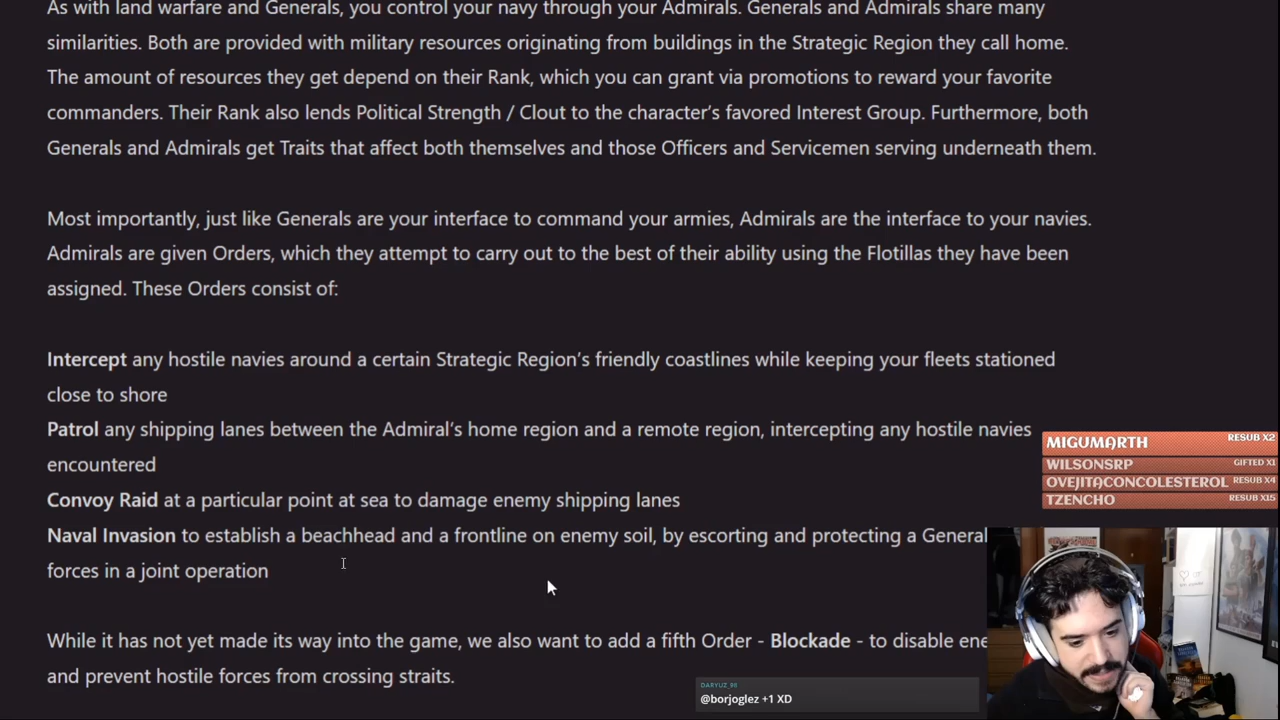 As with land warfare and Generals, you control your navy through your Admirals. Generals and Admirals share many
similarities. Both are provided with military resources originating from buildings in the Strategic Region they call home.
The amount of resources they get depend on their Rank, which you can grant via promotions to reward your favorite
commanders. Their Rank also lends Political Strength / Clout to the character's favored Interest Group. Furthermore, both
Generals and Admirals get Traits that affect both themselves and those Officers and Servicemen serving underneath them.
Most importantly, just like Generals are your interface to command your armies, Admirals are the interface to your navies.
Admirals are given Orders, which they attempt to carry out to the best of their ability using the Flotillas they have been
assigned. These Orders consist of:
Intercept any hostile navies around a certain Strategic Region's friendly coastlines while keeping your fleets stationed
close to shore
Patrol any shipping lanes between the Admiral's home region and a remote region, intercepting any hostile navies
encountered
Convoy Raid at a particular point at sea to damage enemy shipping lanes
Naval Invasion to establish a beachhead and a frontline on enemy soil, by escorting and protecting a General
forces in a joint operation
While it has not yet made its way into the game, we also want to add a fifth Order - Blockade - to disable ene
and prevent hostile forces from crossing straits.
MIGUMARTH RESUB X2
WILSONSRP GIFTED X1
OVEJITACONCOLESTEROL RESUB X4
TZENCHO RESUB X15
@borjoglez +1 XD